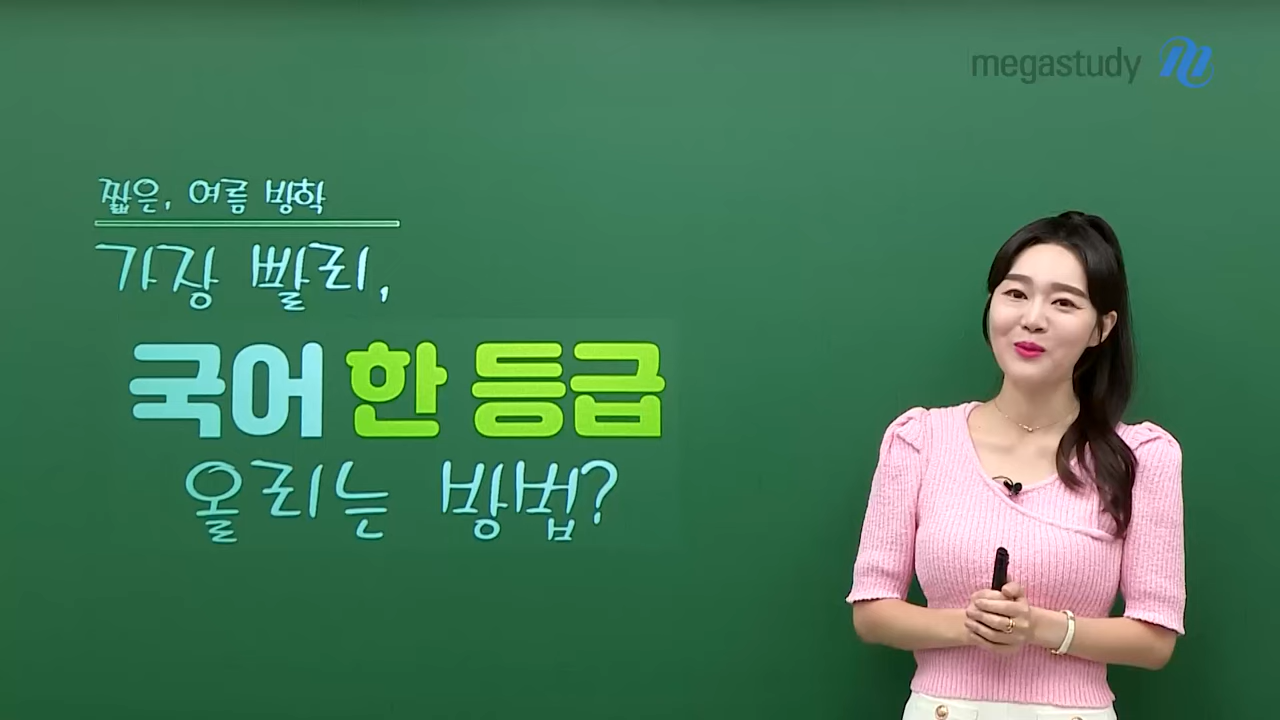 megastudy
짧은, 여름 방학
가장 빨리,
국어 한 등급
올리는 방법?